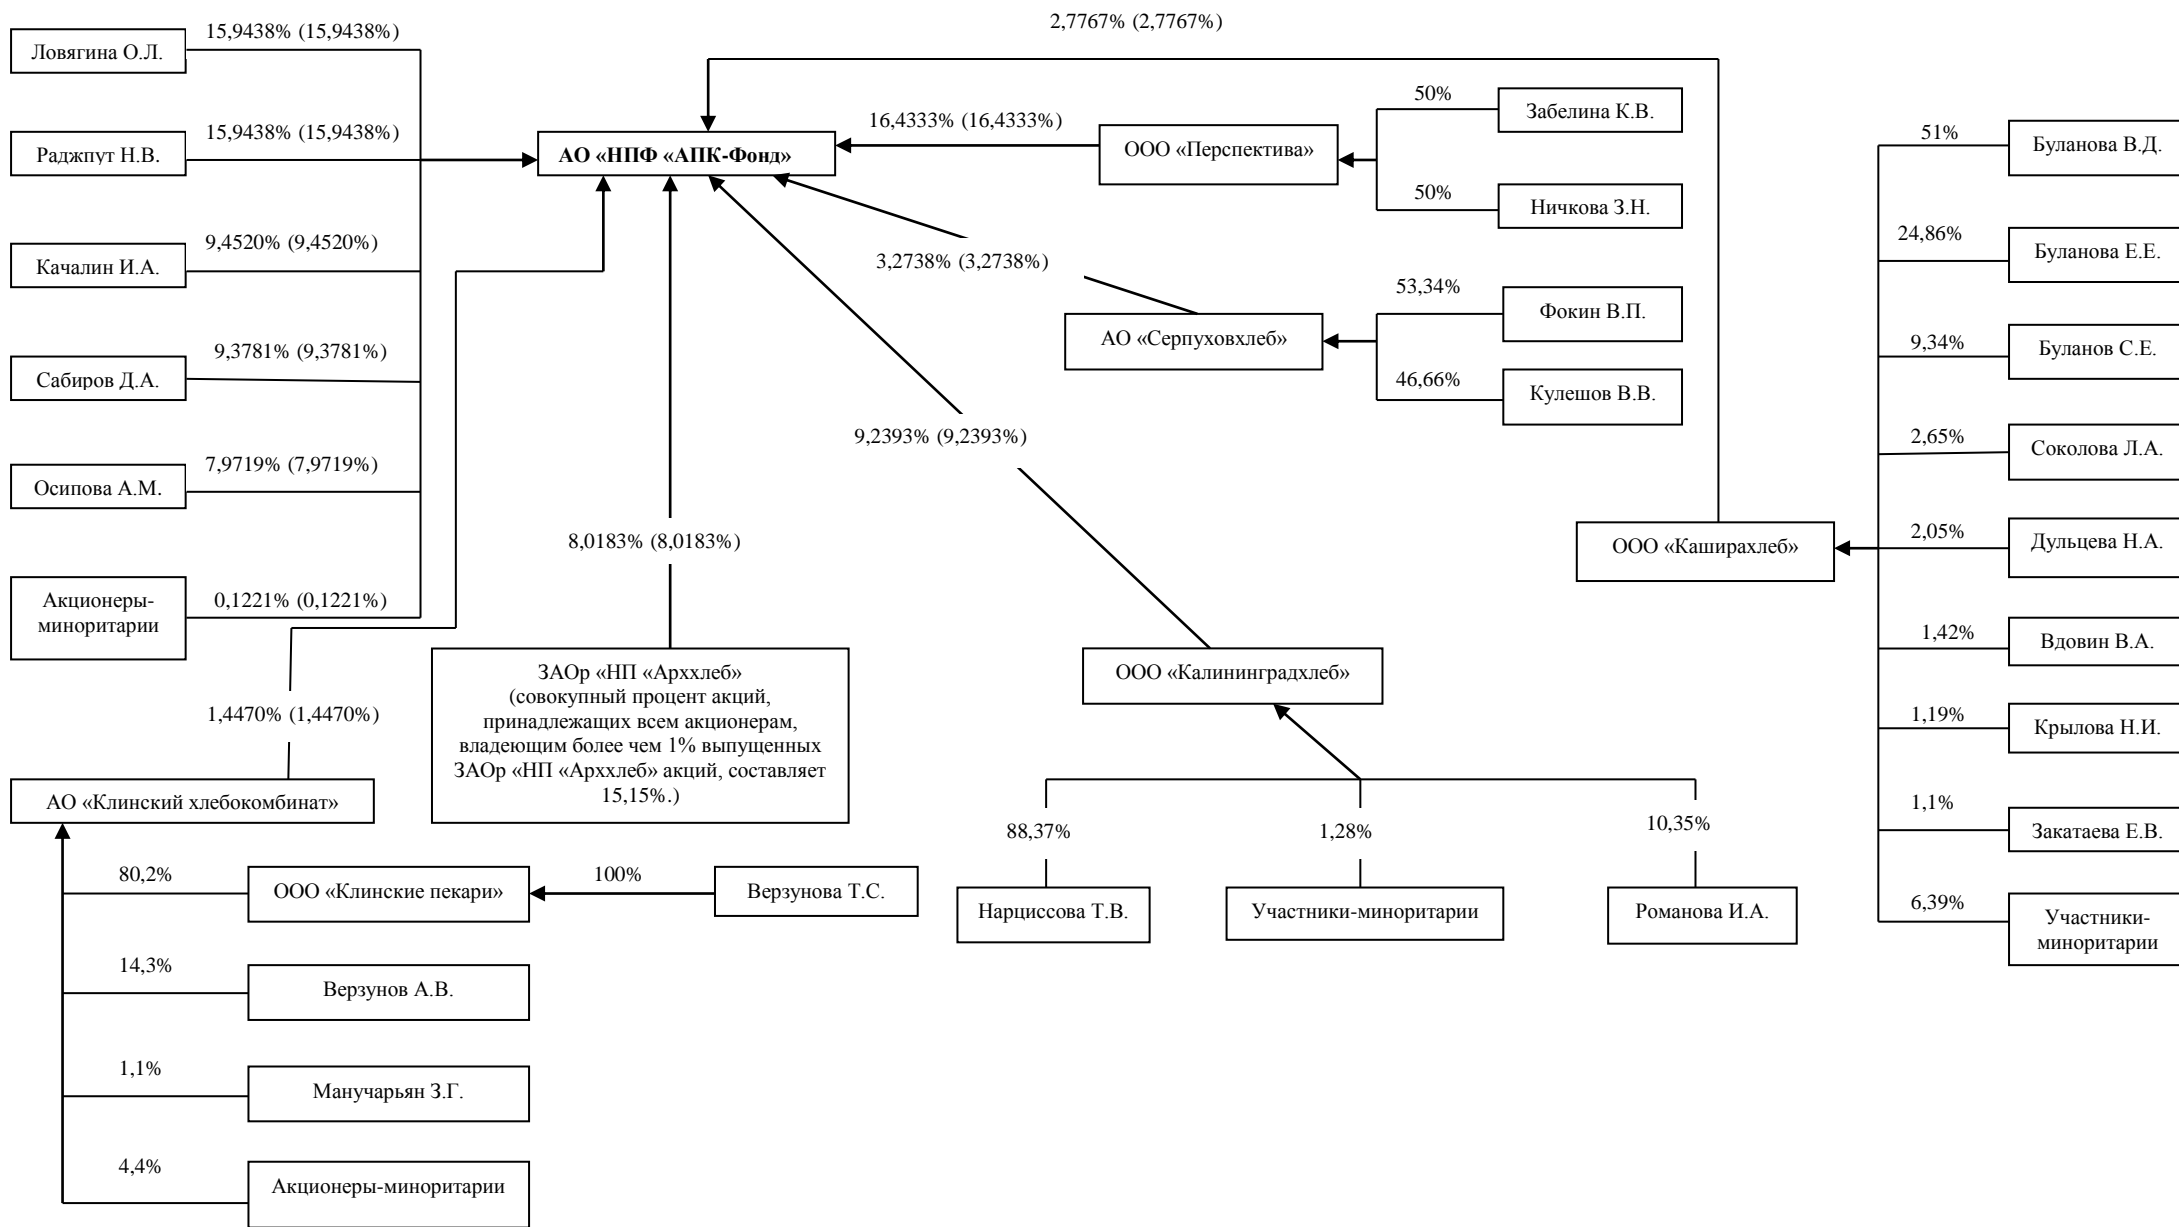 2,7767% (2,7767%)
15,9438% (15,9438%)
Ловягина О.Л.
50%
Забелина К.В.
16,4333% (16,4333%)
51%
Буланова В.Д.
15,9438% (15,9438%)
Раджпут Н.В.
АО «НПФ «АПК-Фонд»
ООО «Перспектива»
50%
Ничкова З.Н.
24,86%
Буланова Е.Е.
9,4520% (9,4520%)
Качалин И.А.
3,2738% (3,2738%)
53,34%
Фокин В.П.
АО «Серпуховхлеб»
9,34%
Буланов С.Е.
9,3781% (9,3781%)
Сабиров Д.А.
46,66%
Кулешов В.В.
9,2393% (9,2393%)
2,65%
Соколова Л.А.
7,9719% (7,9719%)
Осипова А.М.
8,0183% (8,0183%)
ООО «Каширахлеб»
2,05%
Дульцева Н.А.
Акционеры-
миноритарии
0,1221% (0,1221%)
1,42%
Вдовин В.А.
ЗАОр «НП «Арххлеб»
(совокупный процент акций,
принадлежащих всем акционерам,
владеющим более чем 1% выпущенных
ЗАОр «НП «Арххлеб» акций, составляет
15,15%.)
ООО «Калининградхлеб»
1,4470% (1,4470%)
1,19%
Крылова Н.И.
АО «Клинский хлебокомбинат»
88,37%
1,28%
10,35%
1,1%
Закатаева Е.В.
80,2%
ООО «Клинские пекари»
100%
Верзунова Т.С.
Нарциссова Т.В.
Участники-миноритарии
Романова И.А.
6,39%
Участники-
миноритарии
14,3%
Верзунов А.В.
1,1%
Манучарьян З.Г.
4,4%
Акционеры-миноритарии